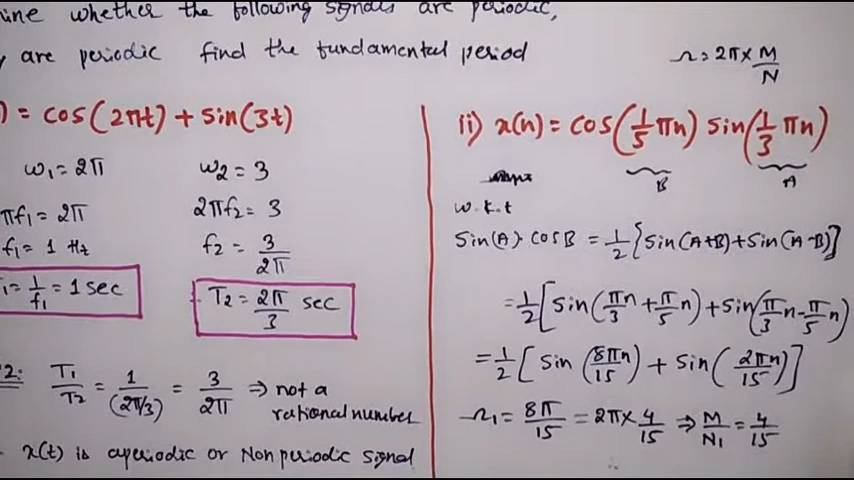 ine whether the following signals are periodic,
y are periodic find the fundamental period
Ω = 2π × M/N
) = cos(2πt) + sin(3t)
ω₁ = 2π ω₂ = 3
πf₁ = 2π 2πf₂ = 3
f₁ = 1 Hz f₂ = 3/2π
₁ = 1/f₁ = 1 sec T₂ = 2π/3 sec
2: T₁/T₂ = 1/(2π/3) = 3/2π ⇒ not a
rational number
x(t) is aperiodic or Non periodic signal
ii) x(n) = cos(1/5 πn) sin(1/3 πn)
B A
w.k.t
Sin(A) · cosB = 1/2 {sin(A+B) + sin(A-B)}
= 1/2 [sin(π/3 n + π/5 n) + sin(π/3 n - π/5 n)
= 1/2 [sin(8πn/15) + sin(2πn/15)]
Ω₁ = 8π/15 = 2π × 4/15 ⇒ M/N₁ = 4/15